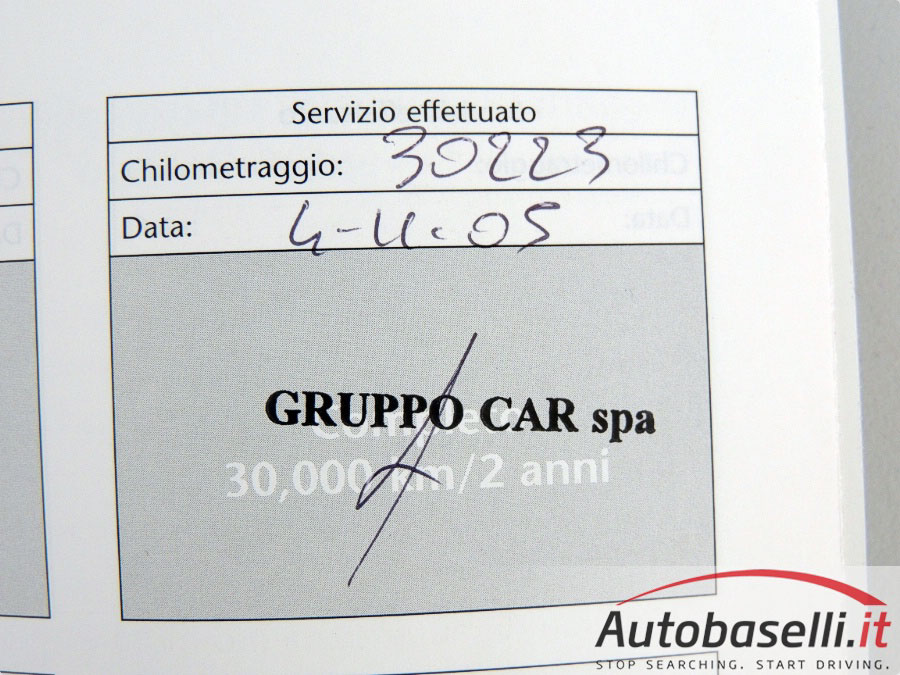 Servizio effettuato
Chilometraggio: 30223
Data: 4-11-05
GRUPPO CAR spa
30,000 km/2 anni
Autobaselli.it
STOP SEARCHING. START DRIVING.